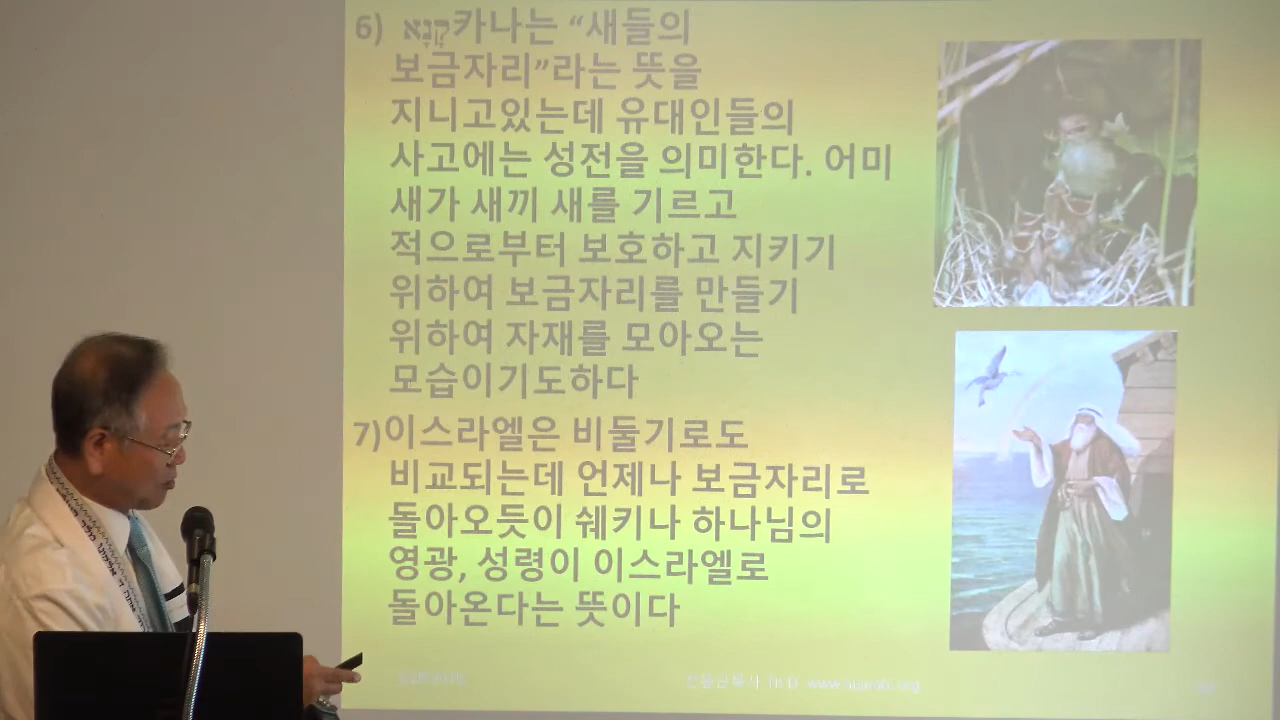 6) קָנָא카나는 “새들의
보금자리”라는 뜻을
지니고있는데 유대인들의
사고에는 성전을 의미한다. 어미
새가 새끼 새를 기르고
적으로부터 보호하고 지키기
위하여 보금자리를 만들기
위하여 자재를 모아오는
모습이기도하다
7)이스라엘은 비둘기로도
비교되는데 언제나 보금자리로
돌아오듯이 쉐키나 하나님의
영광, 성령이 이스라엘로
돌아온다는 뜻이다